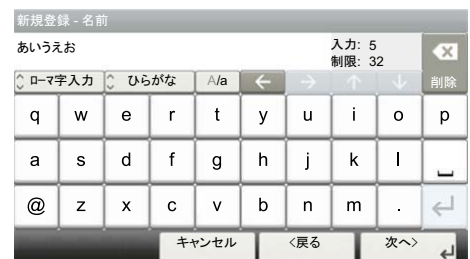 新規登録 - 名前
あいうえお
入力: 5
制限: 32
ローマ字入力 ひらがな A/a ← → ↑ ↓ 削除
q w e r t y u i o p
a s d f g h j k l
@ z x c v b n m .
キャンセル <戻る 次へ>